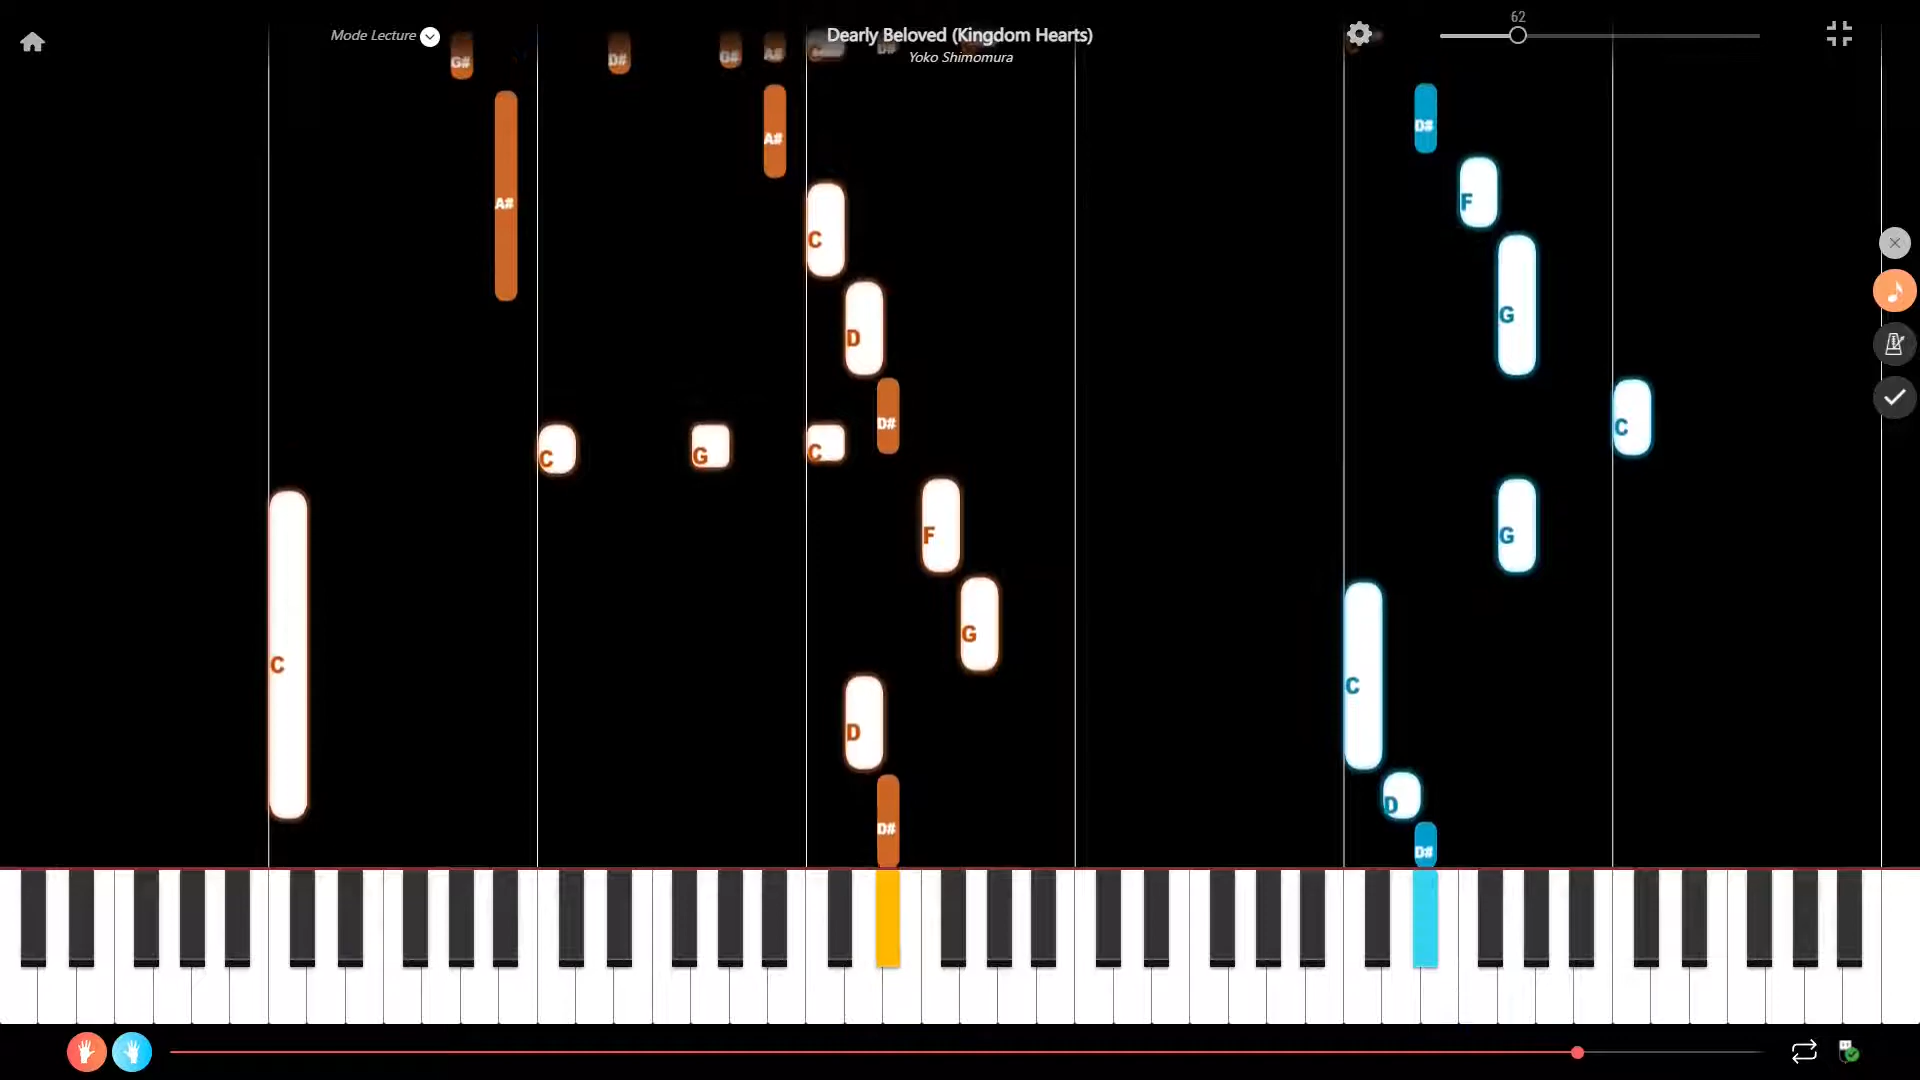 62
Mode Lecture
Dearly Beloved (Kingdom Hearts)
Yoko Shimomura
G# D# G# A# D#
D#
A#
F
A#
C
G
D
D# C
C G C
F G
G
C
C
D
D
D#
D#